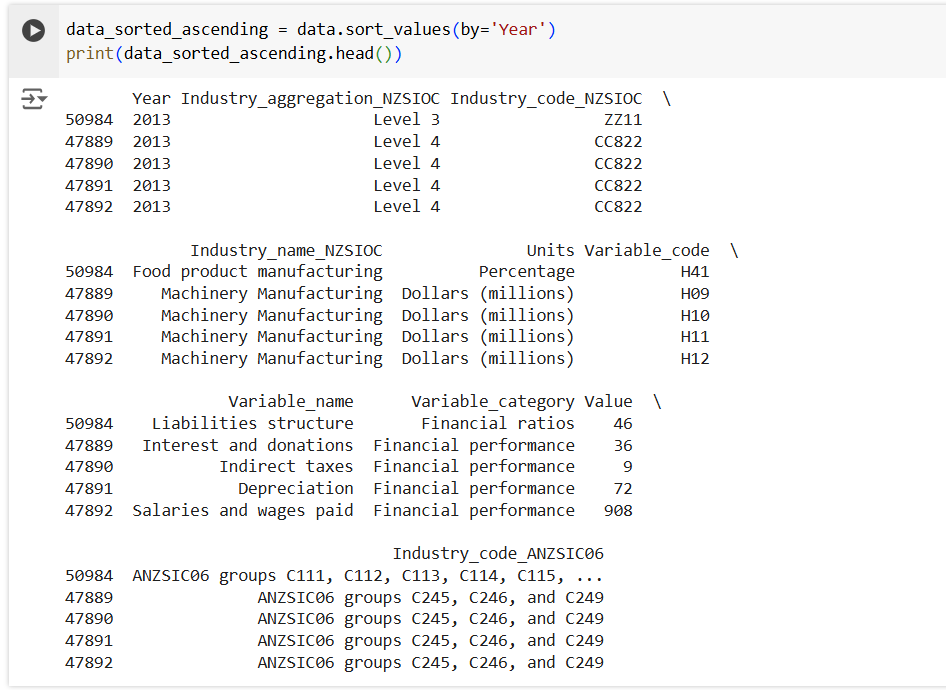 data_sorted_ascending = data.sort_values(by='Year')
print(data_sorted_ascending.head())
Year Industry_aggregation_NZSIOC Industry_code_NZSIOC \
50984 2013 Level 3 ZZ11
47889 2013 Level 4 CC822
47890 2013 Level 4 CC822
47891 2013 Level 4 CC822
47892 2013 Level 4 CC822
Industry_name_NZSIOC Units Variable_code \
50984 Food product manufacturing Percentage H41
47889 Machinery Manufacturing Dollars (millions) H09
47890 Machinery Manufacturing Dollars (millions) H10
47891 Machinery Manufacturing Dollars (millions) H11
47892 Machinery Manufacturing Dollars (millions) H12
Variable_name Variable_category Value \
50984 Liabilities structure Financial ratios 46
47889 Interest and donations Financial performance 36
47890 Indirect taxes Financial performance 9
47891 Depreciation Financial performance 72
47892 Salaries and wages paid Financial performance 908
Industry_code_ANZSIC06
50984 ANZSIC06 groups C111, C112, C113, C114, C115, ...
47889 ANZSIC06 groups C245, C246, and C249
47890 ANZSIC06 groups C245, C246, and C249
47891 ANZSIC06 groups C245, C246, and C249
47892 ANZSIC06 groups C245, C246, and C249